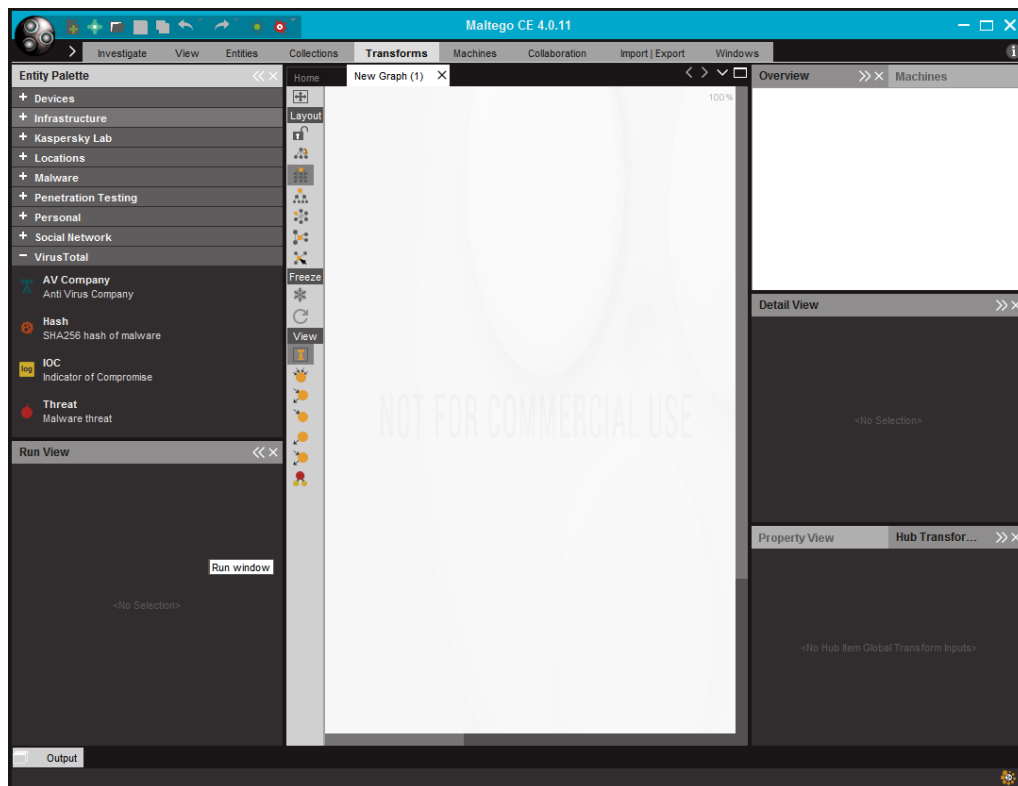 Maltego CE 4.0.11
Investigate View Entities Collections Transforms Machines Collaboration Import | Export Windows
Entity Palette
Home New Graph (1)
Overview Machines
+ Devices
+ Infrastructure
+ Kaspersky Lab
+ Locations
+ Malware
+ Penetration Testing
+ Personal
+ Social Network
− VirusTotal
AV Company
Anti Virus Company
Hash
SHA256 hash of malware
log
IOC
Indicator of Compromise
Threat
Malware threat
Run View
Run window
<No Selection>
Layout
Freeze
View
100%
NOT FOR COMMERCIAL USE
Detail View
<No Selection>
Property View Hub Transfor...
<No Hub Item Global Transform Inputs>
Output